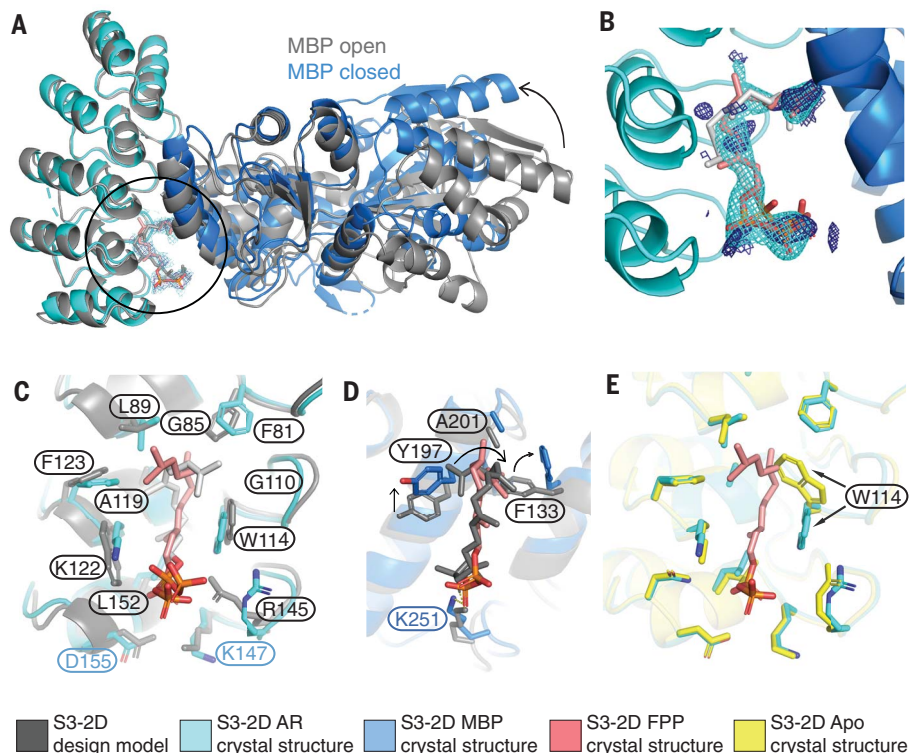 A
MBP open
MBP closed
B
C
L89
G85
F81
F123
G110
A119
W114
K122
L152
R145
D155
K147
D
A201
Y197
F133
K251
E
W114
S3-2D
design model
S3-2D AR
crystal structure
S3-2D MBP
crystal structure
S3-2D FPP
crystal structure
S3-2D Apo
crystal structure